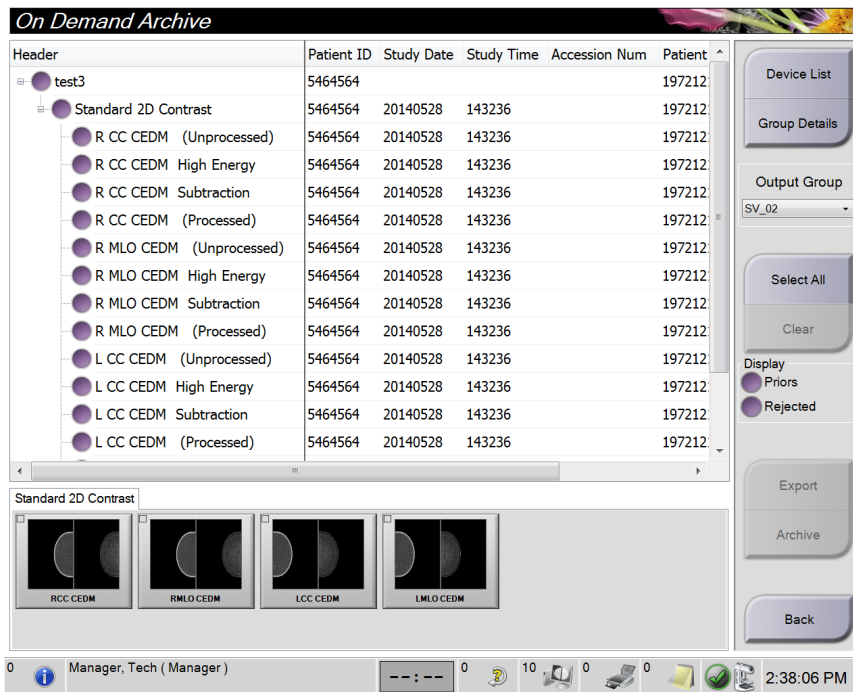 On Demand Archive
Header Patient ID Study Date Study Time Accession Num Patient
test3 5464564 197212
Standard 2D Contrast 5464564 20140528 143236 197212
R CC CEDM (Unprocessed) 5464564 20140528 143236 197212
R CC CEDM High Energy 5464564 20140528 143236 197212
R CC CEDM Subtraction 5464564 20140528 143236 197212
R CC CEDM (Processed) 5464564 20140528 143236 197212
R MLO CEDM (Unprocessed) 5464564 20140528 143236 197212
R MLO CEDM High Energy 5464564 20140528 143236 197212
R MLO CEDM Subtraction 5464564 20140528 143236 197212
R MLO CEDM (Processed) 5464564 20140528 143236 197212
L CC CEDM (Unprocessed) 5464564 20140528 143236 197212
L CC CEDM High Energy 5464564 20140528 143236 197212
L CC CEDM Subtraction 5464564 20140528 143236 197212
L CC CEDM (Processed) 5464564 20140528 143236 197212
Device List
Group Details
Output Group
SV_02
Select All
Clear
Display
Priors
Rejected
Export
Archive
Back
Standard 2D Contrast
RCC CEDM RMLO CEDM LCC CEDM LMLO CEDM
0 Manager, Tech ( Manager ) --:-- 0 10 0 0 2:38:06 PM